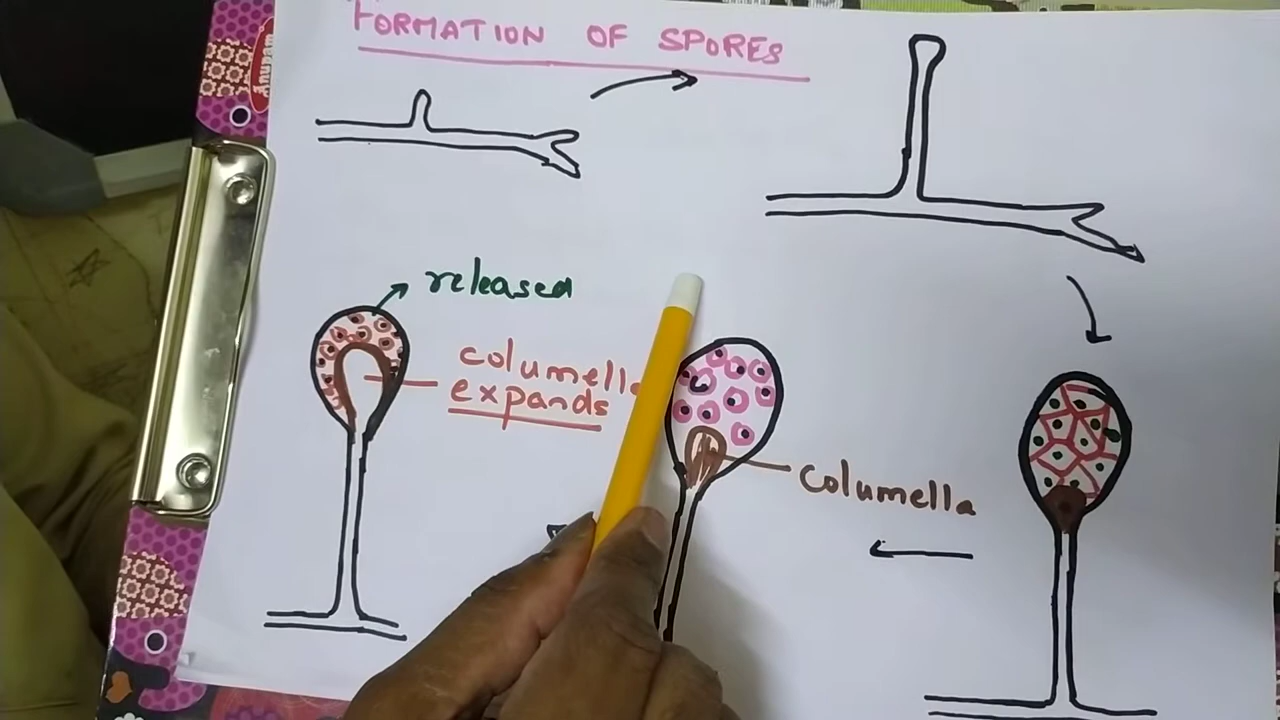 FORMATION OF SPORES
released
columella
expands
columella